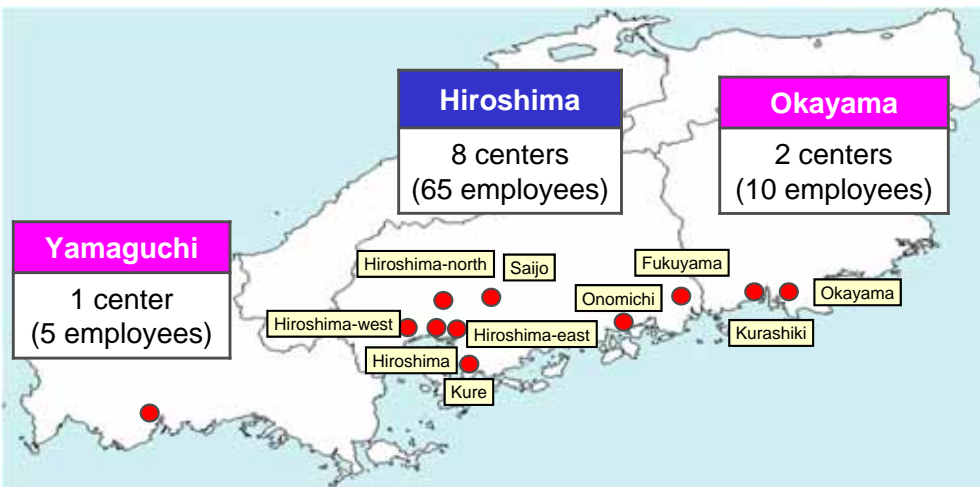 Hiroshima
8 centers
(65 employees)
Okayama
2 centers
(10 employees)
Yamaguchi
1 center
(5 employees)
Hiroshima-north
Saijo
Fukuyama
Onomichi
Okayama
Hiroshima-west
Hiroshima-east
Kurashiki
Hiroshima
Kure